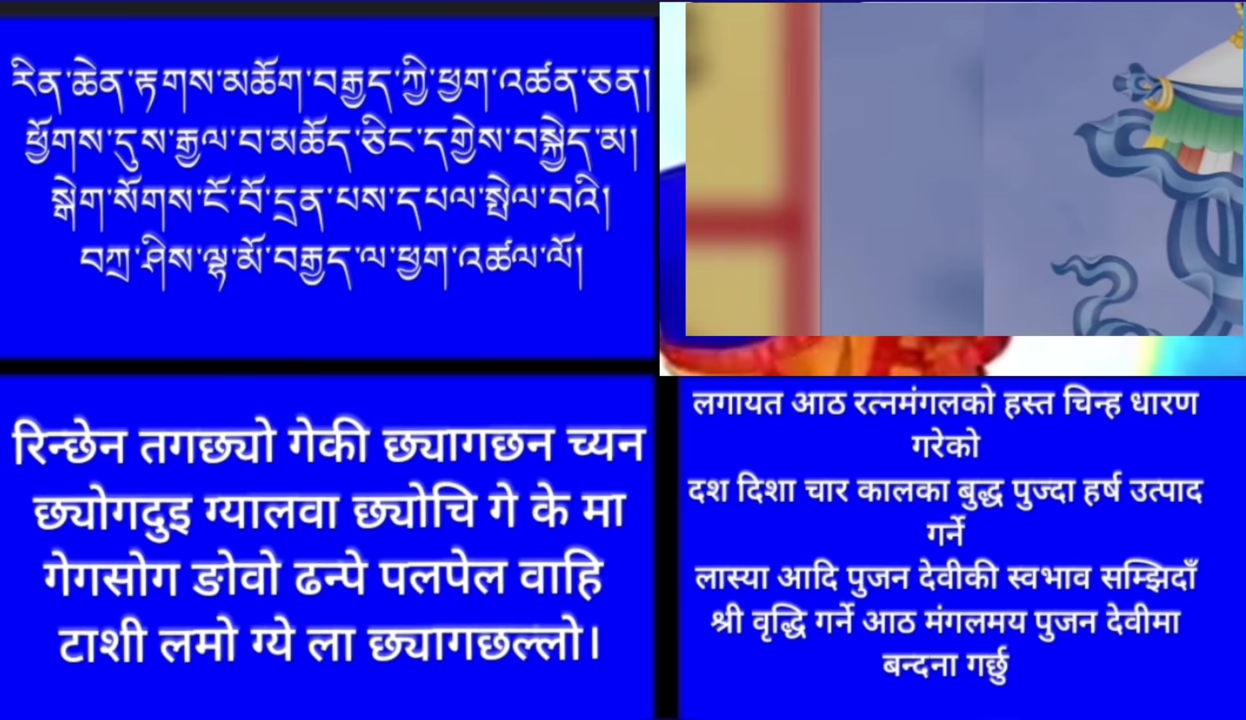 རིན་ཆེན་རྟགས་མཆོག་བརྒྱད་ཀྱི་ཕྱག་འཚན་ཅན།
ཕྱོགས་དུས་རྒྱལ་བ་མཆོད་ཅིང་དགྱེས་བསྐྱེད་མ།
སྒེག་སོགས་ངོ་བོ་དྲན་པས་དཔལ་སྤེལ་བའི།
བཀྲ་ཤིས་ལྷ་མོ་བརྒྱད་ལ་ཕྱག་འཚལ་ལོ།
रिन्छेन तगछ्यो गेकी छ्यागछन च्यन
छ्योगदुइ ग्यालवा छ्योचि गे के मा
गेगसोग ङोवो ढन्पे पलपेल वाहि
टाशी लमो ग्ये ला छ्यागछल्लो।
लगायत आठ रत्नमंगलको हस्त चिन्ह धारण
गरेको
दश दिशा चार कालका बुद्ध पुज्दा हर्ष उत्पाद
गर्ने
लास्या आदि पुजन देवीकी स्वभाव सम्झिदाँ
श्री वृद्धि गर्ने आठ मंगलमय पुजन देवीमा
बन्दना गर्छु